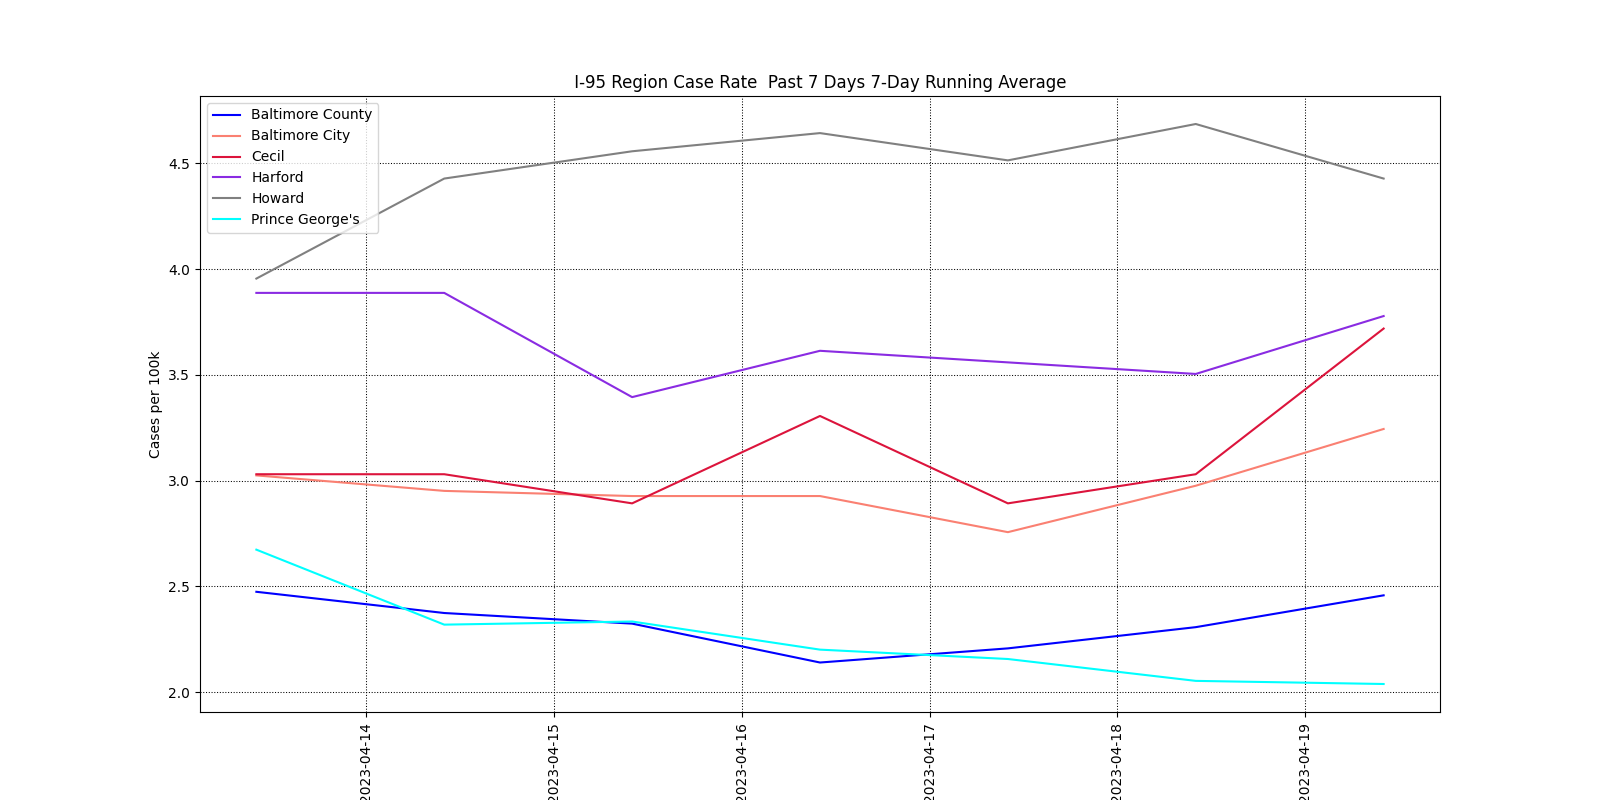 I-95 Region Case Rate  Past 7 Days 7-Day Running Average
Baltimore County
Baltimore City
Cecil
Harford
Howard
Prince George's
Cases per 100k
4.5
4.0
3.5
3.0
2.5
2.0
2023-04-14
2023-04-15
2023-04-16
2023-04-17
2023-04-18
2023-04-19